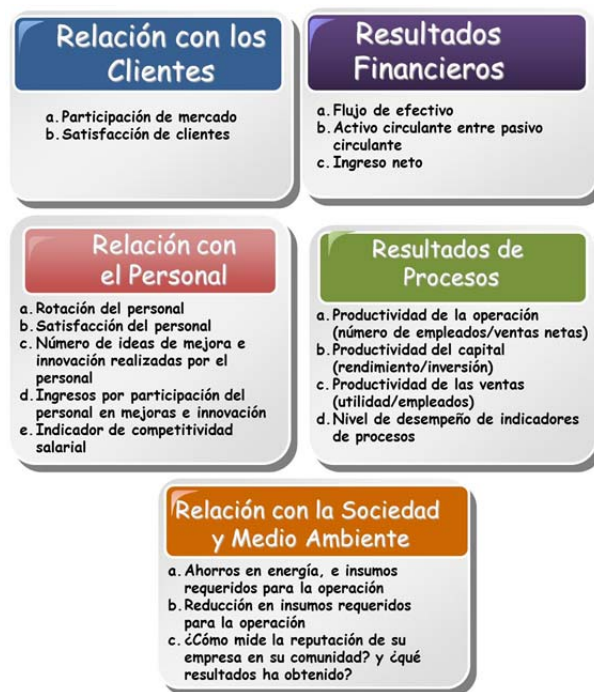 Relación con los
Clientes
a. Participación de mercado
b. Satisfacción de clientes
Resultados
Financieros
a. Flujo de efectivo
b. Activo circulante entre pasivo
circulante
c. Ingreso neto
Relación con
el Personal
a. Rotación del personal
b. Satisfacción del personal
c. Número de ideas de mejora e
innovación realizadas por el
personal
d. Ingresos por participación del
personal en mejoras e innovación
e. Indicador de competitividad
salarial
Resultados de
Procesos
a. Productividad de la operación
(número de empleados/ventas netas)
b. Productividad del capital
(rendimiento/inversión)
c. Productividad de las ventas
(utilidad/empleados)
d. Nivel de desempeño de indicadores
de procesos
Relación con la Sociedad
y Medio Ambiente
a. Ahorros en energía, e insumos
requeridos para la operación
b. Reducción en insumos requeridos
para la operación
c. ¿Cómo mide la reputación de su
empresa en su comunidad? y ¿qué
resultados ha obtenido?